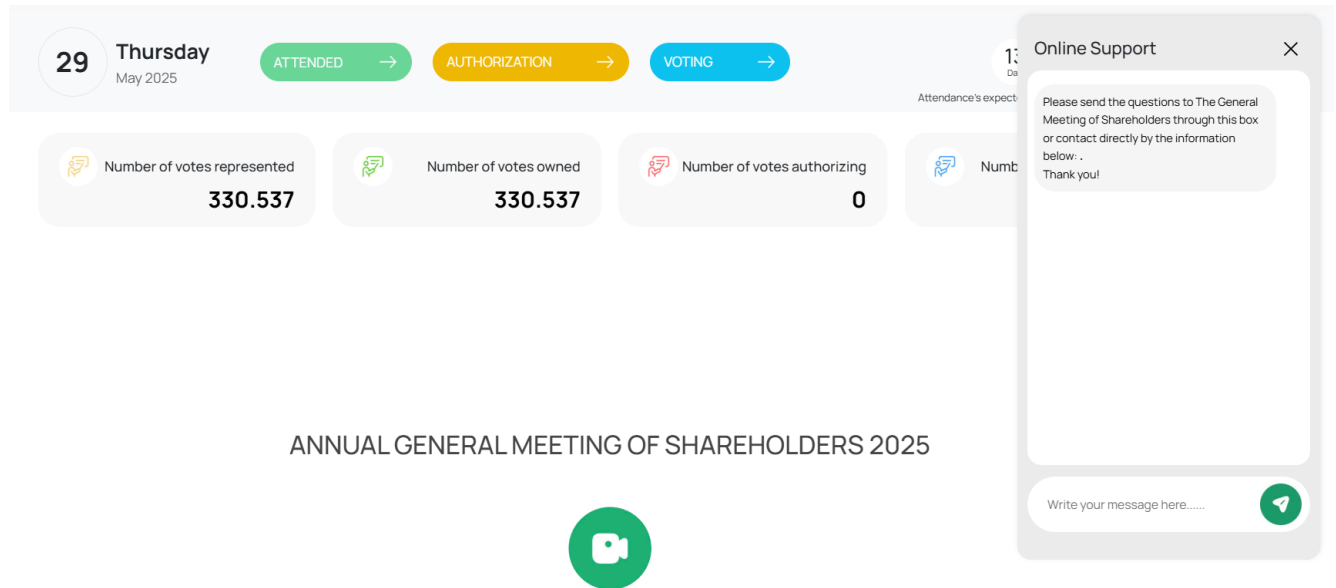 29
Thursday
May 2025
ATTENDED
AUTHORIZATION
VOTING
Number of votes represented
330.537
Number of votes owned
330.537
Number of votes authorizing
0
ANNUAL GENERAL MEETING OF SHAREHOLDERS 2025
Attendance's
Online Support
Please send the questions to The General
Meeting of Shareholders through this box
or contact directly by the information
below: .
Thank you!
Write your message here......